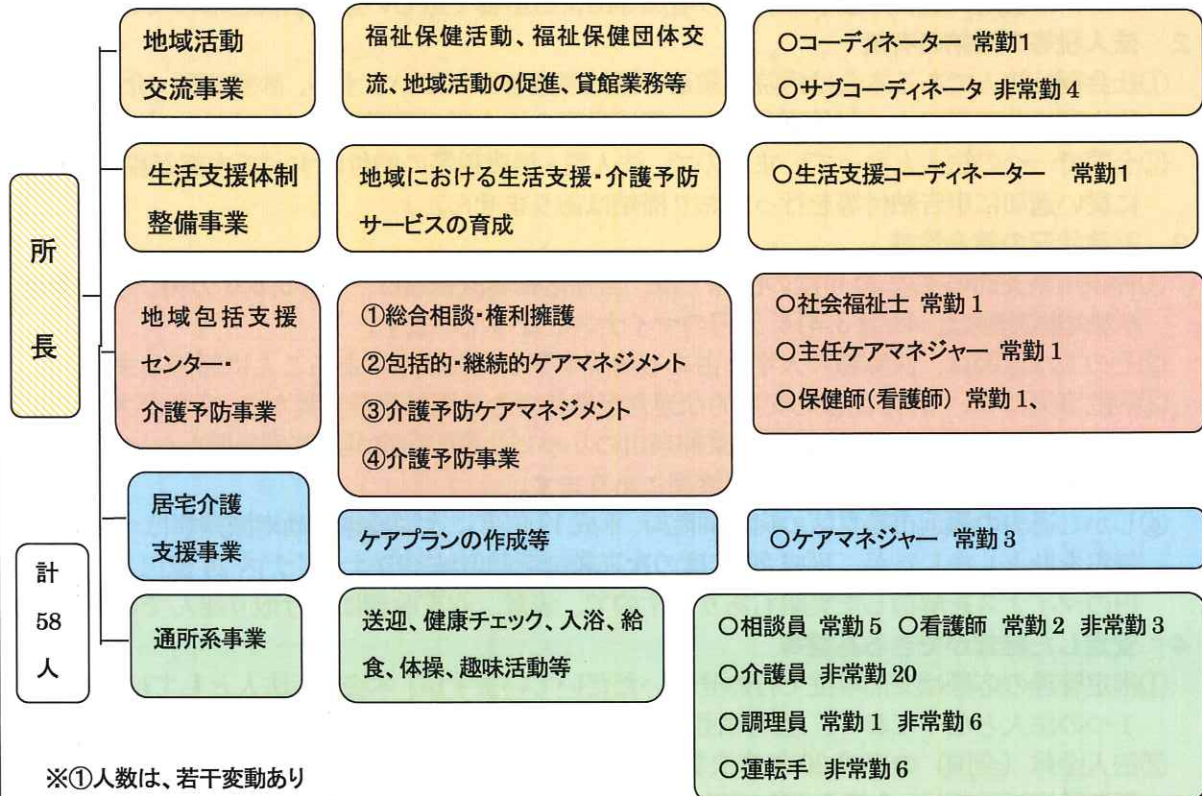 地域活動
交流事業
福祉保健活動、福祉保健団体交
流、地域活動の促進、貸館業務等
○コーディネーター 常勤1
○サブコーディネータ 非常勤4
生活支援体制
整備事業
地域における生活支援・介護予防
サービスの育成
○生活支援コーディネーター 常勤1
所
長
地域包括支援
センター・
介護予防事業
①総合相談・権利擁護
②包括的・継続的ケアマネジメント
③介護予防ケアマネジメント
④介護予防事業
○社会福祉士 常勤1
○主任ケアマネジャー 常勤1
○保健師(看護師) 常勤1、
居宅介護
支援事業
ケアプランの作成等
○ケアマネジャー 常勤3
計
58
人
通所系事業
送迎、健康チェック、入浴、給
食、体操、趣味活動等
○相談員 常勤5 ○看護師 常勤2 非常勤3
○介護員 非常勤20
○調理員 常勤1 非常勤6
○運転手 非常勤6
※①人数は、若干変動あり